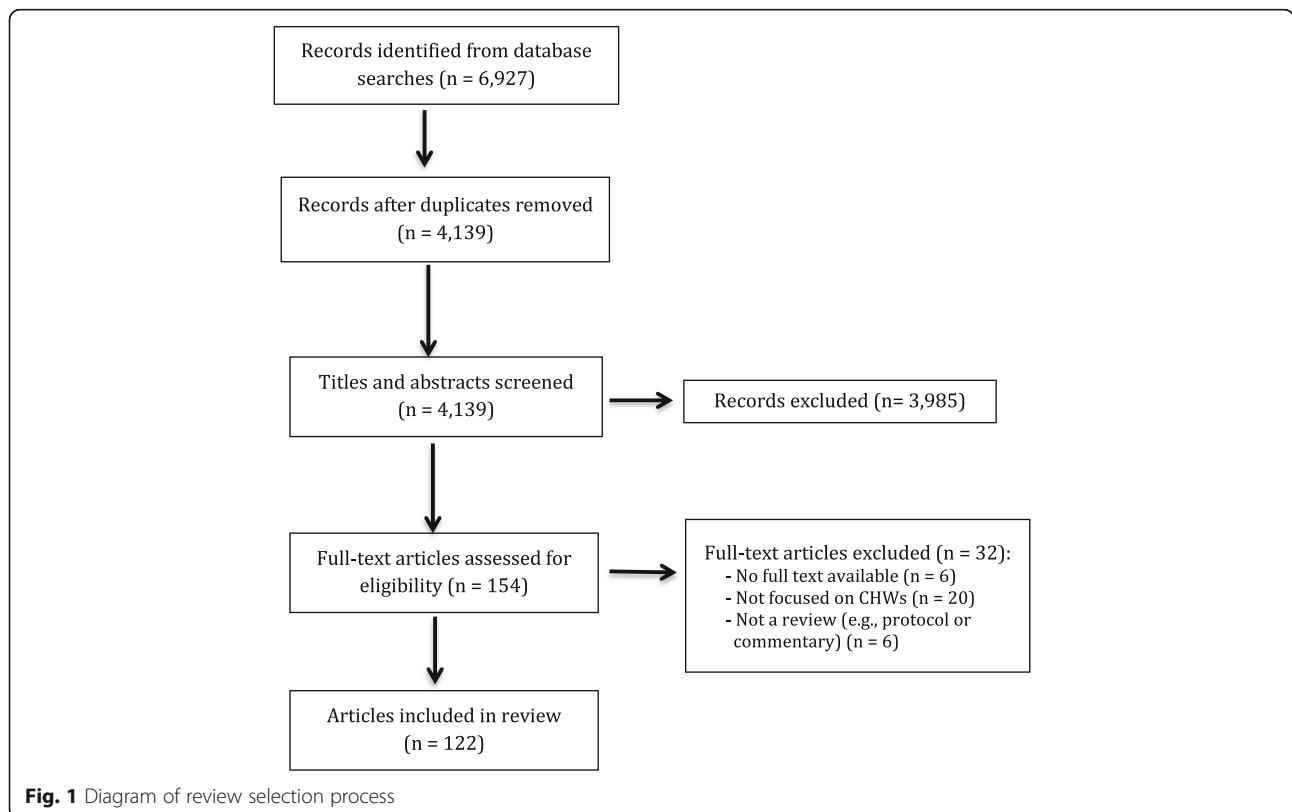 Records identified from database
searches (n = 6,927)
Records after duplicates removed
(n = 4,139)
Titles and abstracts screened
(n = 4,139)
Records excluded (n= 3,985)
Full-text articles assessed for
eligibility (n = 154)
Full-text articles excluded (n = 32):
- No full text available (n = 6)
- Not focused on CHWs (n = 20)
- Not a review (e.g., protocol or
commentary) (n = 6)
Articles included in review
(n = 122)
Fig. 1 Diagram of review selection process